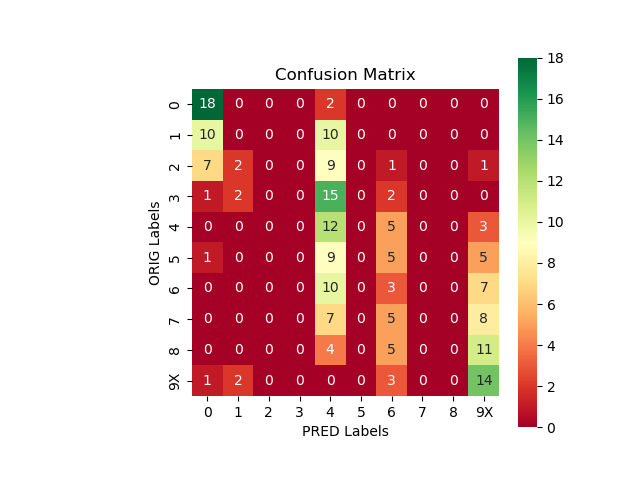 Confusion Matrix
ORIG Labels
0 18 0 0 0 2 0 0 0 0 0
1 10 0 0 0 10 0 0 0 0 0
2 7 2 0 0 9 0 1 0 0 1
3 1 2 0 0 15 0 2 0 0 0
4 0 0 0 0 12 0 5 0 0 3
5 1 0 0 0 9 0 5 0 0 5
6 0 0 0 0 10 0 3 0 0 7
7 0 0 0 0 7 0 5 0 0 8
8 0 0 0 0 4 0 5 0 0 11
9X 1 2 0 0 0 0 3 0 0 14
0 1 2 3 4 5 6 7 8 9X
PRED Labels
18
16
14
12
10
8
6
4
2
0